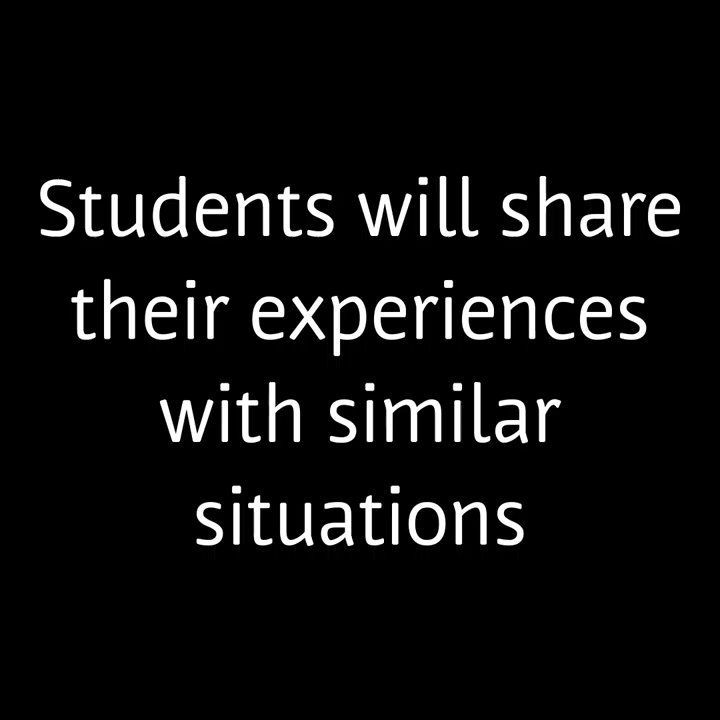 Students will share
their experiences
with similar
situations